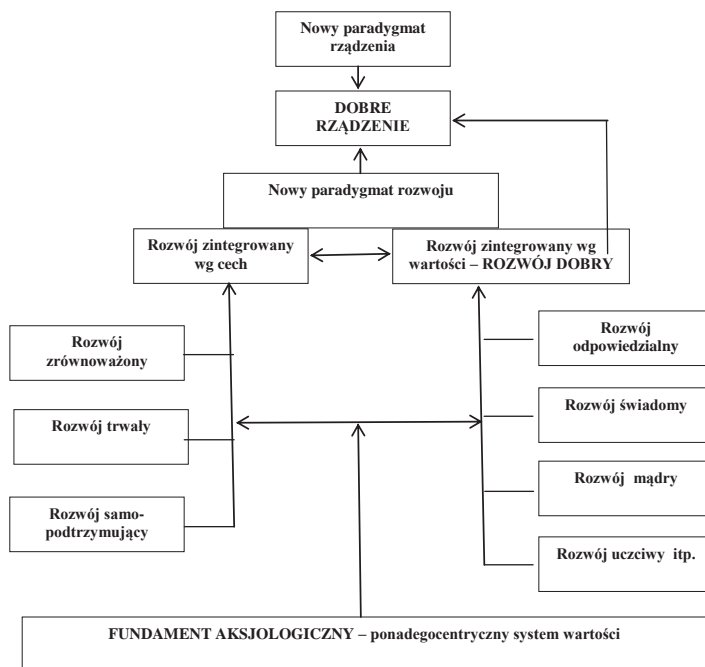 Nowy paradygmat
rządzenia
DOBRE
RZĄDZENIE
Nowy paradygmat rozwoju
Rozwój zintegrowany
wg cech
Rozwój zintegrowany wg
wartości – ROZWÓJ DOBRY
Rozwój
zrównoważony
Rozwój trwały
Rozwój samo-
podtrzymujący
Rozwój
odpowiedzialny
Rozwój świadomy
Rozwój mądry
Rozwój uczciwy itp.
FUNDAMENT AKSJOLOGICZNY – ponadegocentryczny system wartości